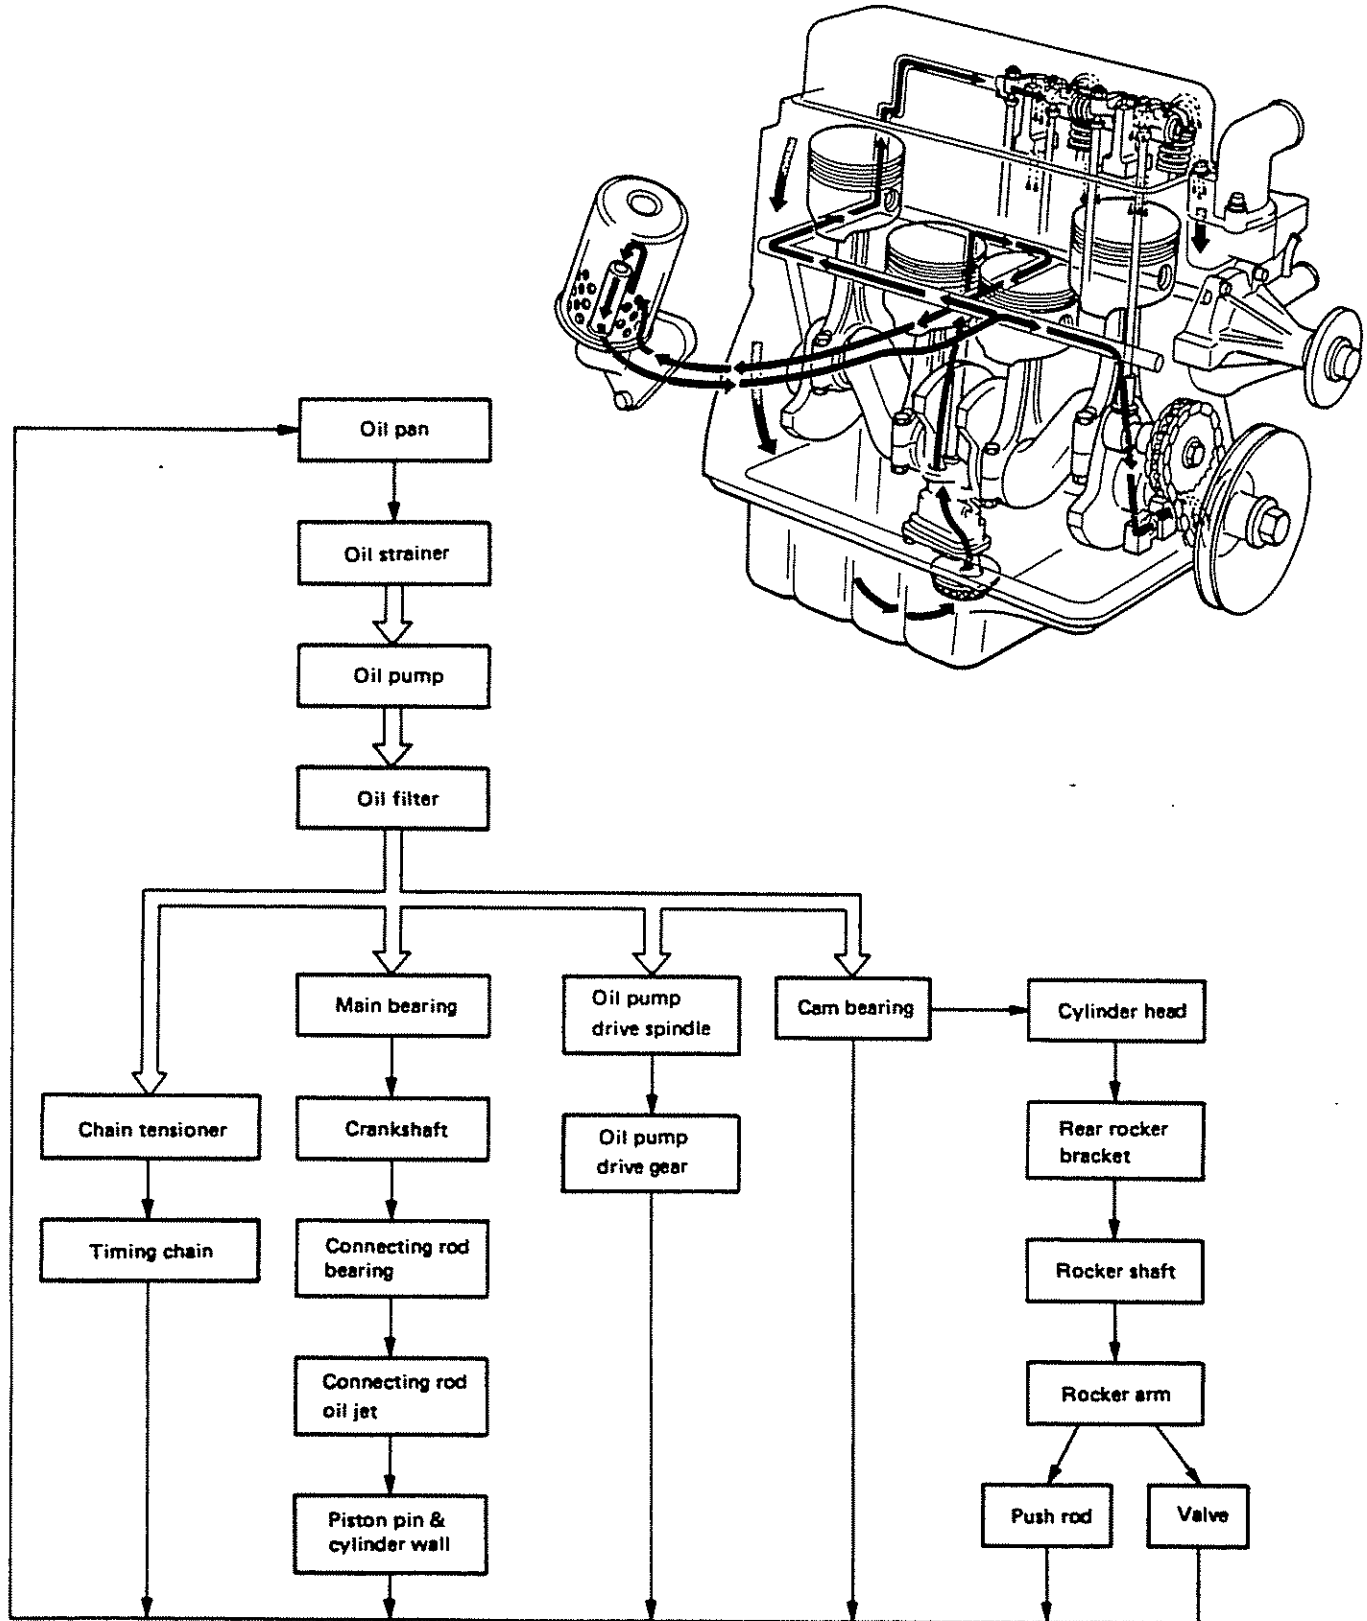 Oil pan
Oil strainer
Oil pump
Oil filter
Main bearing
Oil pump
drive spindle
Cam bearing
Cylinder head
Chain tensioner
Crankshaft
Oil pump
drive gear
Rear rocker
bracket
Timing chain
Connecting rod
bearing
Rocker shaft
Connecting rod
oil jet
Rocker arm
Piston pin &
cylinder wall
Push rod
Valve